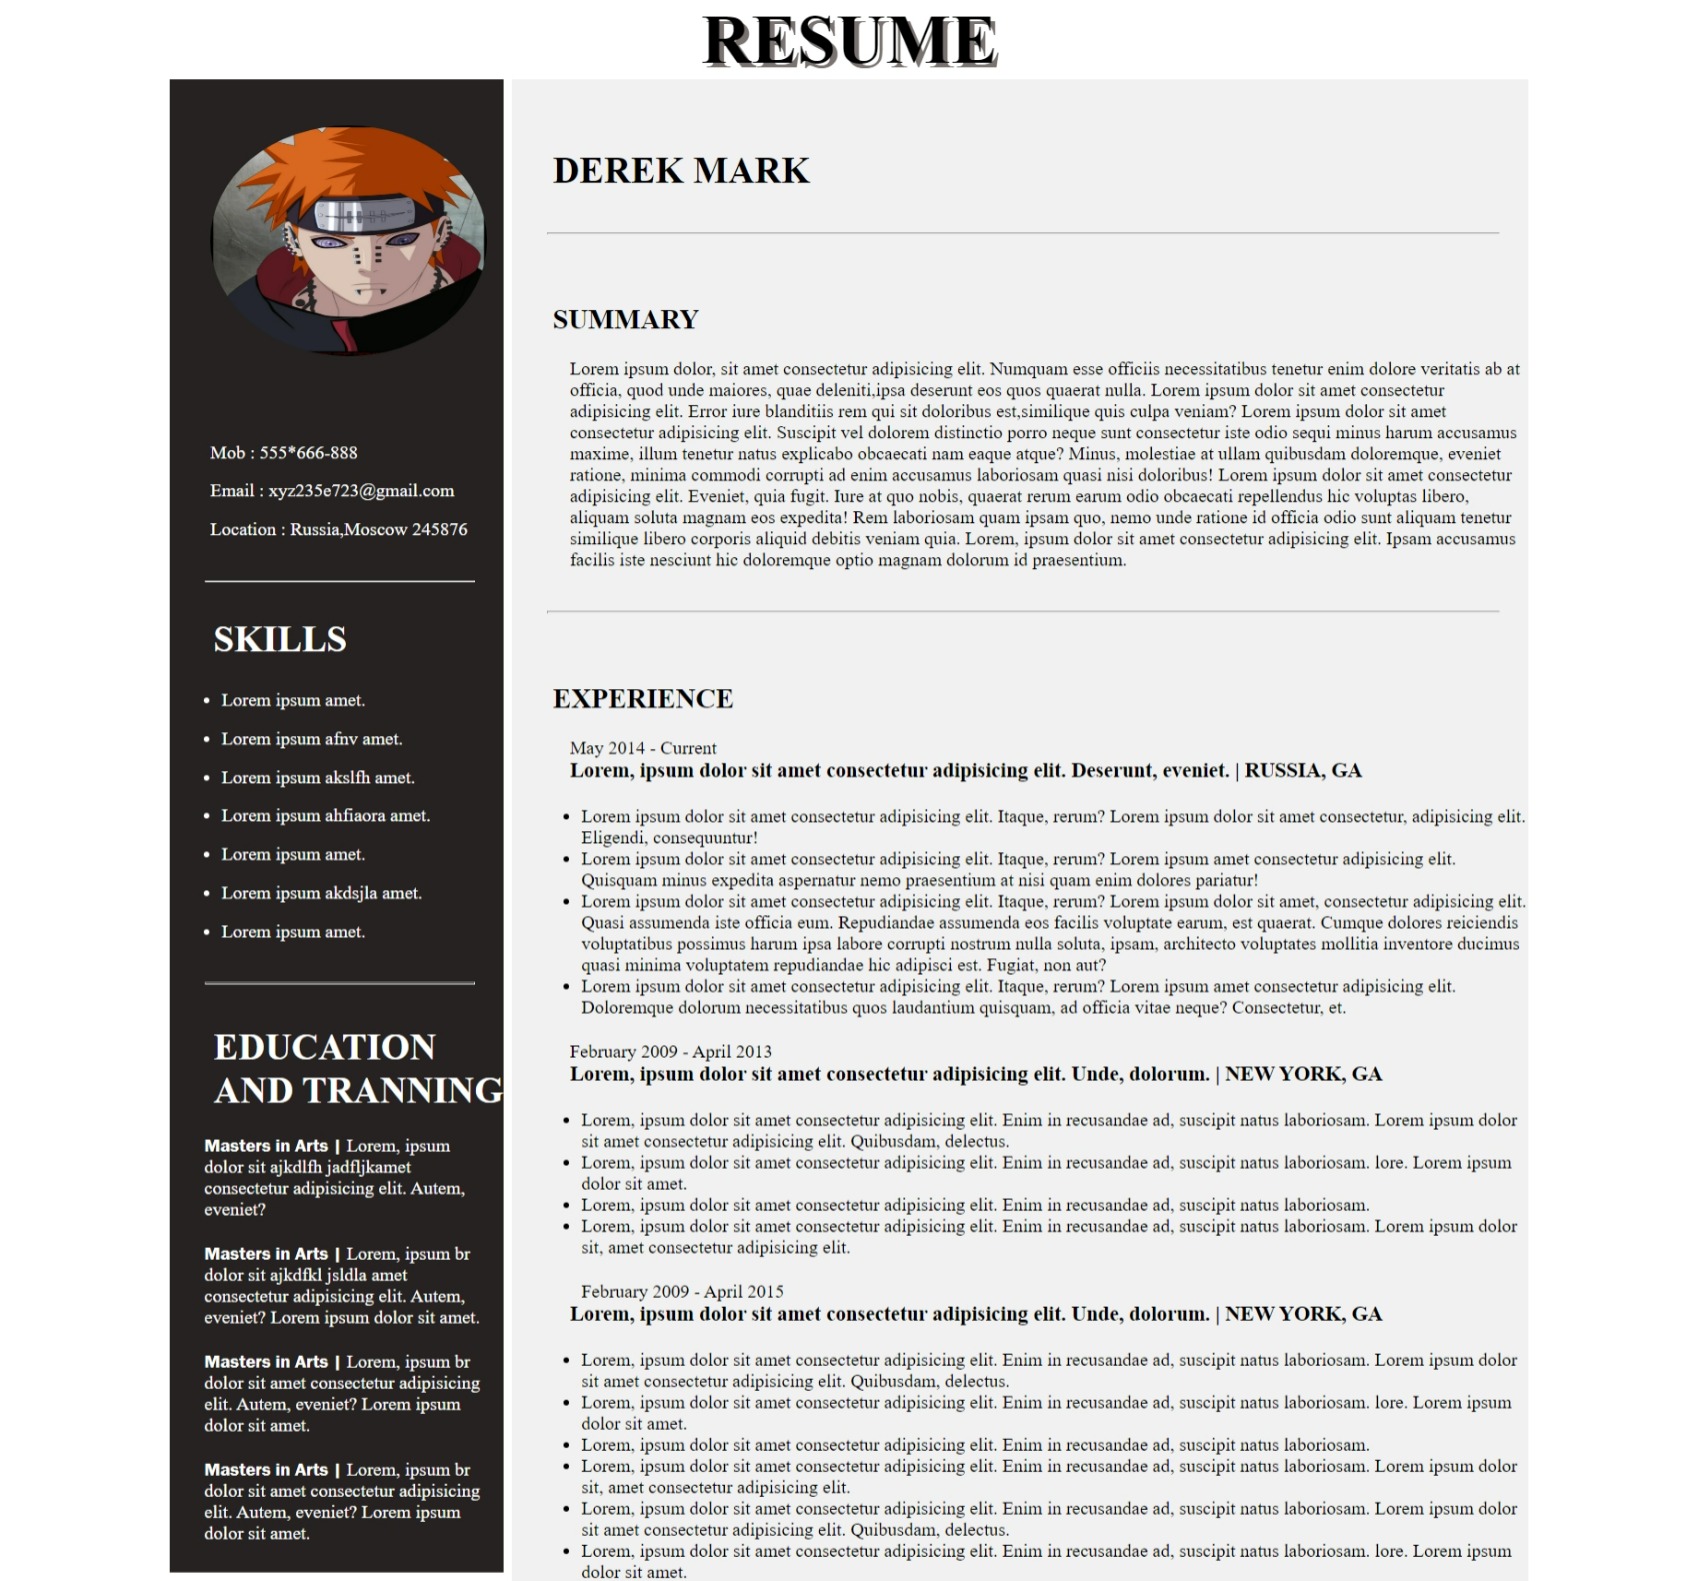 RESUME
Mob : 555*666-888
Email : xyz235e723@gmail.com
Location : Russia,Moscow 245876
SKILLS
• Lorem ipsum amet.
• Lorem ipsum afnv amet.
• Lorem ipsum akslfh amet.
• Lorem ipsum ahfiaora amet.
• Lorem ipsum amet.
• Lorem ipsum akdsjla amet.
• Lorem ipsum amet.
EDUCATION
AND TRANNING
Masters in Arts | Lorem, ipsum
dolor sit ajkdlfh jadfljkamet
consectetur adipisicing elit. Autem,
eveniet?
Masters in Arts | Lorem, ipsum br
dolor sit ajkdfkl jsldla amet
consectetur adipisicing elit. Autem,
eveniet? Lorem ipsum dolor sit amet.
Masters in Arts | Lorem, ipsum br
dolor sit amet consectetur adipisicing
elit. Autem, eveniet? Lorem ipsum
dolor sit amet.
Masters in Arts | Lorem, ipsum br
dolor sit amet consectetur adipisicing
elit. Autem, eveniet? Lorem ipsum
dolor sit amet.
DEREK MARK
SUMMARY
Lorem ipsum dolor, sit amet consectetur adipisicing elit. Numquam esse officiis necessitatibus tenetur enim dolore veritatis ab at
officia, quod unde maiores, quae deleniti,ipsa deserunt eos quos quaerat nulla. Lorem ipsum dolor sit amet consectetur
adipisicing elit. Error iure blanditiis rem qui sit doloribus est,similique quis culpa veniam? Lorem ipsum dolor sit amet
consectetur adipisicing elit. Suscipit vel dolorem distinctio porro neque sunt consectetur iste odio sequi minus harum accusamus
maxime, illum tenetur natus explicabo obcaecati nam eaque atque? Minus, molestiae at ullam quibusdam doloremque, eveniet
ratione, minima commodi corrupti ad enim accusamus laboriosam quasi nisi doloribus! Lorem ipsum dolor sit amet consectetur
adipisicing elit. Eveniet, quia fugit. Iure at quo nobis, quaerat rerum earum odio obcaecati repellendus hic voluptas libero,
aliquam soluta magnam eos expedita! Rem laboriosam quam ipsam quo, nemo unde ratione id officia odio sunt aliquam tenetur
similique libero corporis aliquid debitis veniam quia. Lorem, ipsum dolor sit amet consectetur adipisicing elit. Ipsam accusamus
facilis iste nesciunt hic doloremque optio magnam dolorum id praesentium.
EXPERIENCE
May 2014 - Current
Lorem, ipsum dolor sit amet consectetur adipisicing elit. Deserunt, eveniet. | RUSSIA, GA
• Lorem ipsum dolor sit amet consectetur adipisicing elit. Itaque, rerum? Lorem ipsum dolor sit amet consectetur, adipisicing elit.
Eligendi, consequuntur!
• Lorem ipsum dolor sit amet consectetur adipisicing elit. Itaque, rerum? Lorem ipsum amet consectetur adipisicing elit.
Quisquam minus expedita aspernatur nemo praesentium at nisi quam enim dolores pariatur!
• Lorem ipsum dolor sit amet consectetur adipisicing elit. Itaque, rerum? Lorem ipsum dolor sit amet, consectetur adipisicing elit.
Quasi assumenda iste officia eum. Repudiandae assumenda eos facilis voluptate earum, est quaerat. Cumque dolores reiciendis
voluptatibus possimus harum ipsa labore corrupti nostrum nulla soluta, ipsam, architecto voluptates mollitia inventore ducimus
quasi minima voluptatem repudiandae hic adipisci est. Fugiat, non aut?
• Lorem ipsum dolor sit amet consectetur adipisicing elit. Itaque, rerum? Lorem ipsum amet consectetur adipisicing elit.
Doloremque dolorum necessitatibus quos laudantium quisquam, ad officia vitae neque? Consectetur, et.
February 2009 - April 2013
Lorem, ipsum dolor sit amet consectetur adipisicing elit. Unde, dolorum. | NEW YORK, GA
• Lorem, ipsum dolor sit amet consectetur adipisicing elit. Enim in recusandae ad, suscipit natus laboriosam. Lorem ipsum dolor
sit amet consectetur adipisicing elit. Quibusdam, delectus.
• Lorem, ipsum dolor sit amet consectetur adipisicing elit. Enim in recusandae ad, suscipit natus laboriosam. lore. Lorem ipsum
dolor sit amet.
• Lorem, ipsum dolor sit amet consectetur adipisicing elit. Enim in recusandae ad, suscipit natus laboriosam.
• Lorem, ipsum dolor sit amet consectetur adipisicing elit. Enim in recusandae ad, suscipit natus laboriosam. Lorem ipsum dolor
sit, amet consectetur adipisicing elit.
February 2009 - April 2015
Lorem, ipsum dolor sit amet consectetur adipisicing elit. Unde, dolorum. | NEW YORK, GA
• Lorem, ipsum dolor sit amet consectetur adipisicing elit. Enim in recusandae ad, suscipit natus laboriosam. Lorem ipsum dolor
sit amet consectetur adipisicing elit. Quibusdam, delectus.
• Lorem, ipsum dolor sit amet consectetur adipisicing elit. Enim in recusandae ad, suscipit natus laboriosam. lore. Lorem ipsum
dolor sit amet.
• Lorem, ipsum dolor sit amet consectetur adipisicing elit. Enim in recusandae ad, suscipit natus laboriosam.
• Lorem, ipsum dolor sit amet consectetur adipisicing elit. Enim in recusandae ad, suscipit natus laboriosam. Lorem ipsum dolor
sit, amet consectetur adipisicing elit.
• Lorem, ipsum dolor sit amet consectetur adipisicing elit. Enim in recusandae ad, suscipit natus laboriosam. Lorem ipsum dolor
sit amet consectetur adipisicing elit. Quibusdam, delectus.
• Lorem, ipsum dolor sit amet consectetur adipisicing elit. Enim in recusandae ad, suscipit natus laboriosam. lore. Lorem ipsum
dolor sit amet.